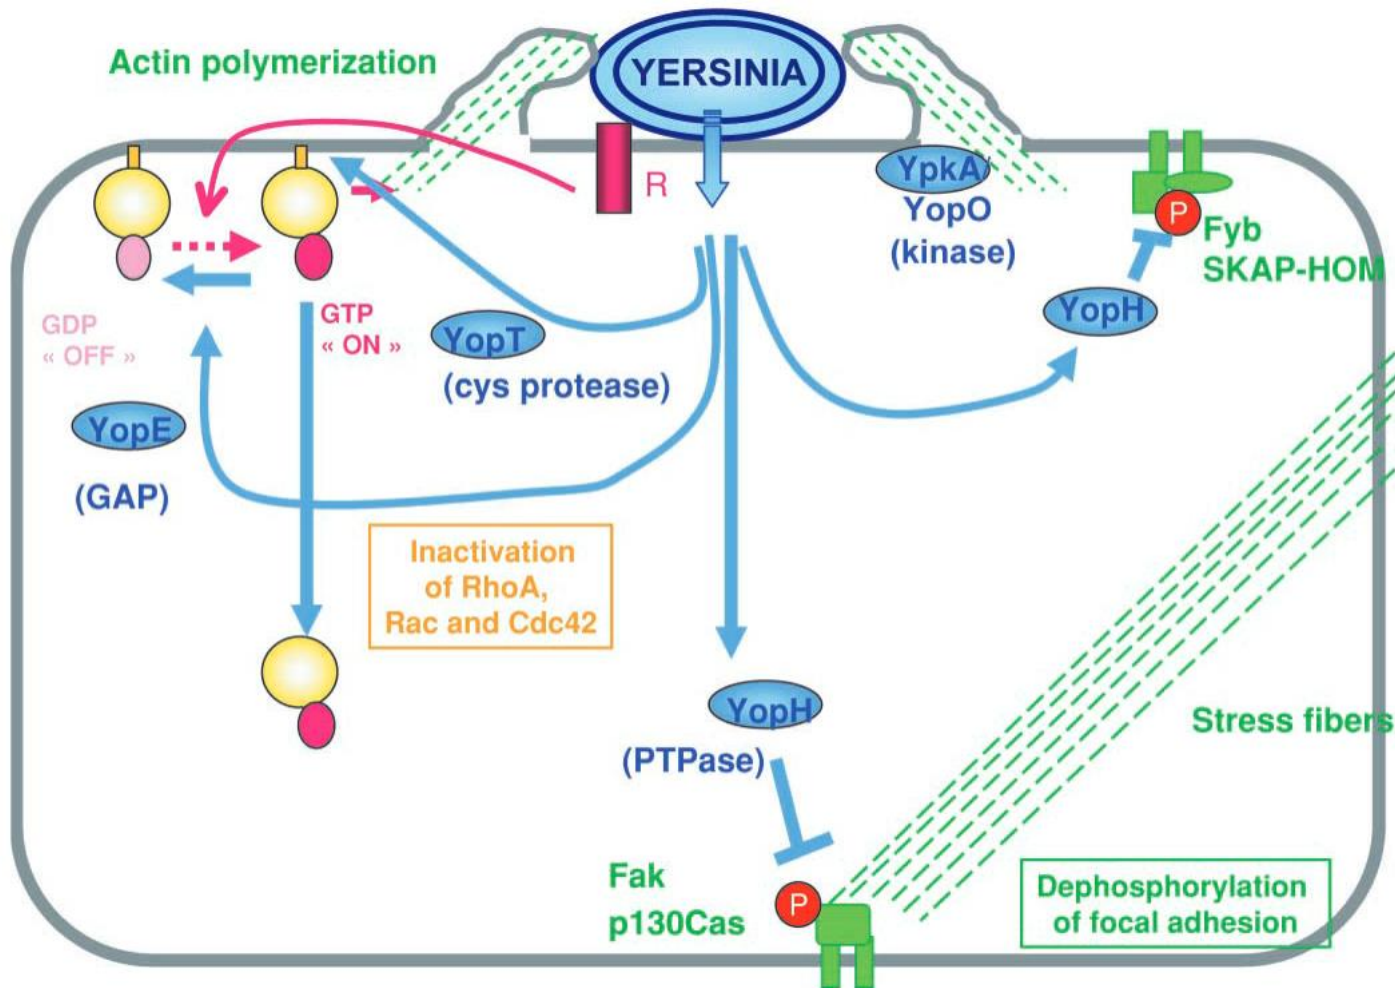 Actin polymerization
YERSINIA
R
YpkA/
YopO
(kinase)
P
Fyb
SKAP-HOM
YopH
GDP
« OFF »
GTP
« ON »
YopT
(cys protease)
YopE
(GAP)
Inactivation
of RhoA,
Rac and Cdc42
YopH
(PTPase)
Stress fibers
Fak
p130Cas
P
Dephosphorylation
of focal adhesion